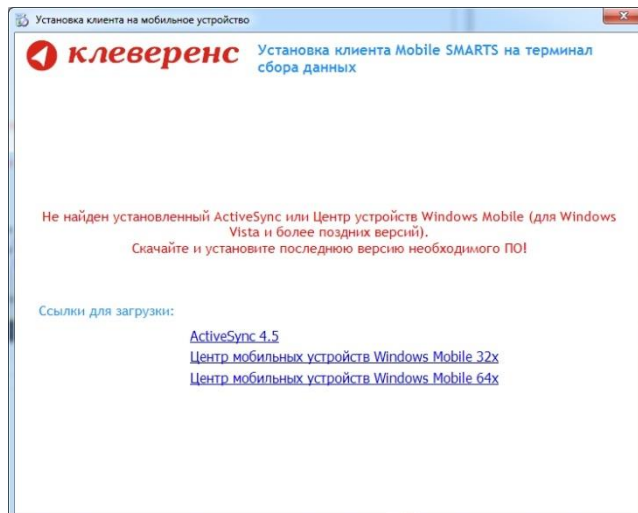 Установка клиента на мобильное устройство
клеверенс
Установка клиента Mobile SMARTS на терминал
сбора данных
Не найден установленный ActiveSync или Центр устройств Windows Mobile (для Windows
Vista и более поздних версий).
Скачайте и установите последнюю версию необходимого ПО!
Ссылки для загрузки:
ActiveSync 4.5
Центр мобильных устройств Windows Mobile 32x
Центр мобильных устройств Windows Mobile 64x